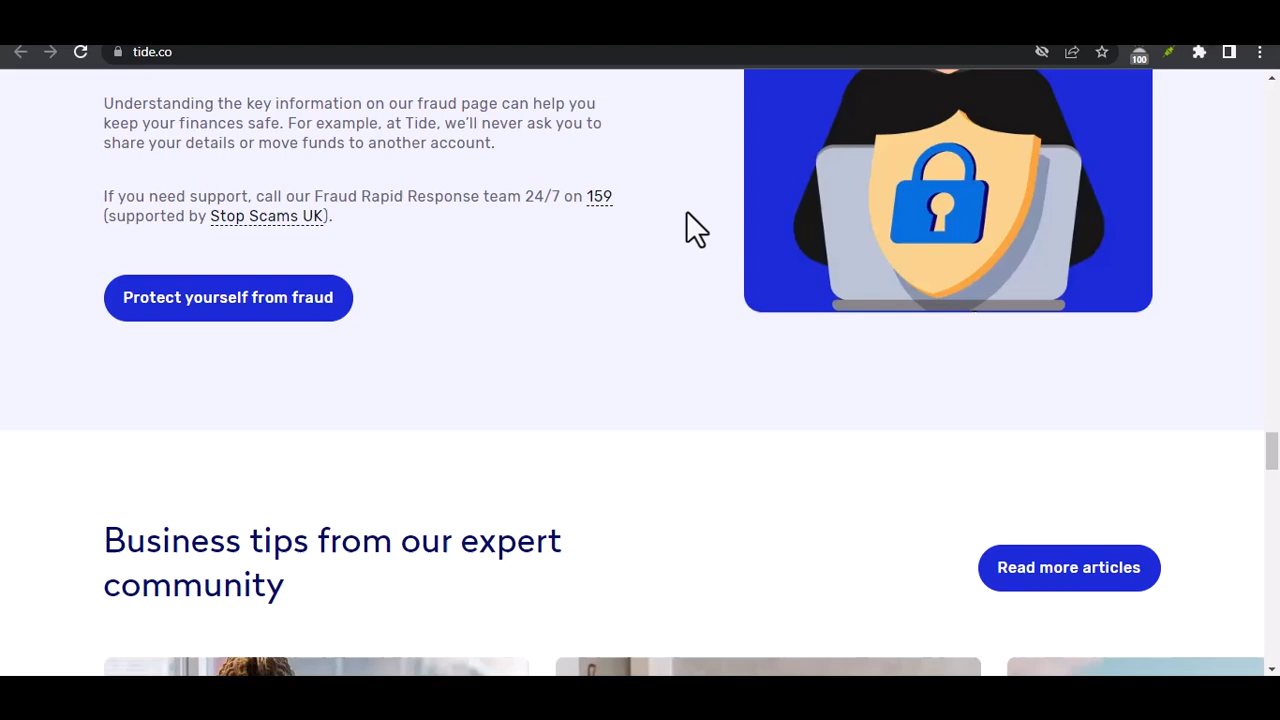 tide.co
100
Understanding the key information on our fraud page can help you
keep your finances safe. For example, at Tide, we’ll never ask you to
share your details or move funds to another account.
If you need support, call our Fraud Rapid Response team 24/7 on 159
(supported by Stop Scams UK).
Protect yourself from fraud
Business tips from our expert
community
Read more articles